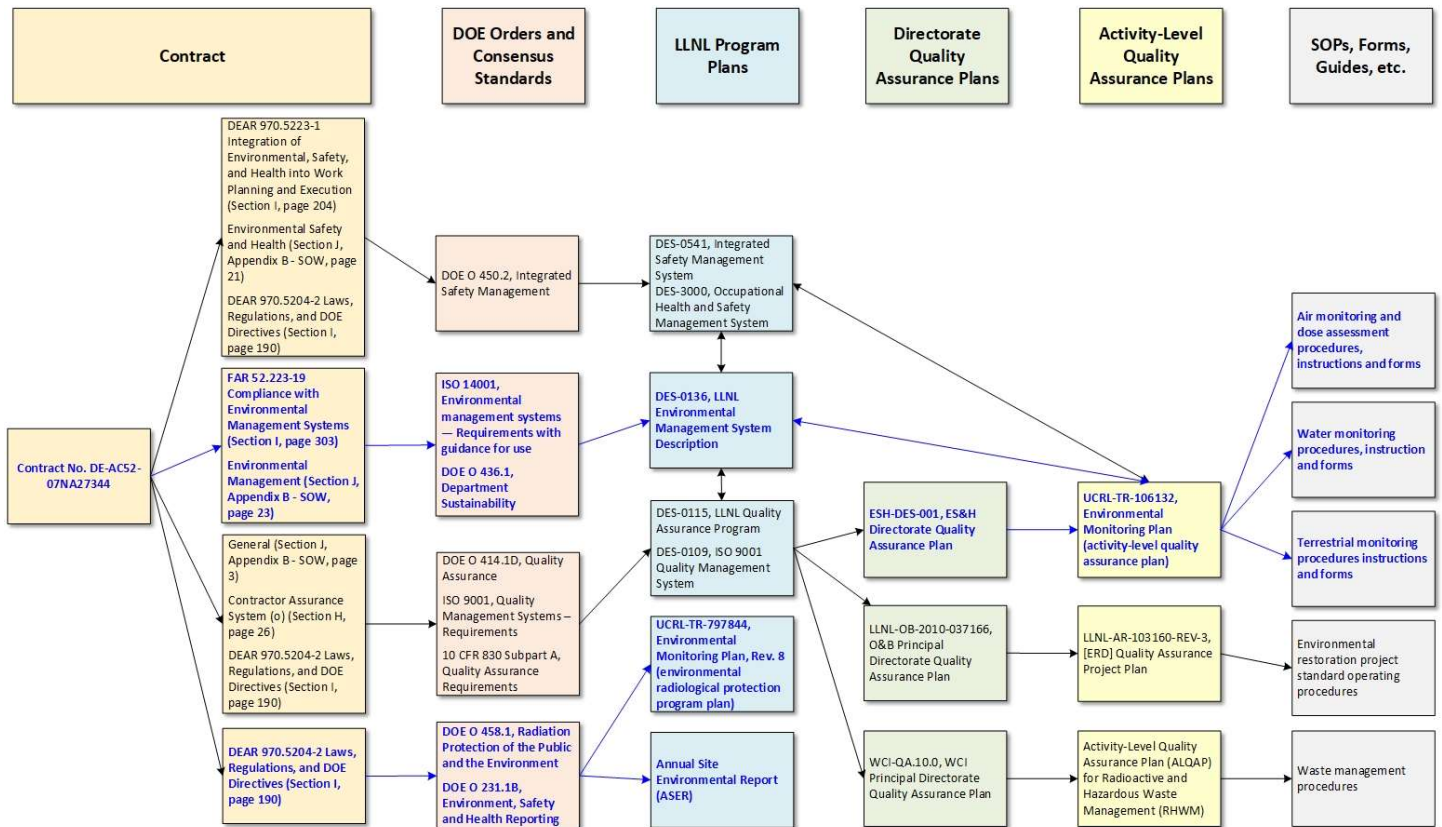 Contract
DOE Orders and
Consensus
Standards
LLNL Program
Plans
Directorate
Quality
Assurance Plans
Activity-Level
Quality
Assurance Plans
SOPs, Forms,
Guides, etc.
Contract No. DE-AC52-
07NA27344
DEAR 970.5223-1
Integration of
Environmental, Safety,
and Health into Work
Planning and Execution
(Section I, page 204)
Environmental Safety
and Health (Section J,
Appendix B - SOW, page
21)
DEAR 970.5204-2 Laws,
Regulations, and DOE
Directives (Section I,
page 190)
FAR 52.223-19
Compliance with
Environmental
Management Systems
(Section I, page 303)
Environmental
Management (Section J,
Appendix B - SOW,
page 23)
General (Section J,
Appendix B - SOW, page
3)
Contractor Assurance
System (o) (Section H,
page 26)
DEAR 970.5204-2 Laws,
Regulations, and DOE
Directives (Section I,
page 190)
DEAR 970.5204-2 Laws,
Regulations, and DOE
Directives (Section I,
page 190)
DOE O 450.2, Integrated
Safety Management
ISO 14001,
Environmental
management systems
— Requirements with
guidance for use
DOE O 436.1,
Department
Sustainability
DOE O 414.1D, Quality
Assurance
ISO 9001, Quality
Management Systems –
Requirements
10 CFR 830 Subpart A,
Quality Assurance
Requirements
DOE O 458.1, Radiation
Protection of the Public
and the Environment
DOE O 231.1B,
Environment, Safety
and Health Reporting
DES-0541, Integrated
Safety Management
System
DES-3000, Occupational
Health and Safety
Management System
DES-0136, LLNL
Environmental
Management System
Description
DES-0115, LLNL Quality
Assurance Program
DES-0109, ISO 9001
Quality Management
System
UCRL-TR-797844,
Environmental
Monitoring Plan, Rev. 8
(environmental
radiological protection
program plan)
Annual Site
Environmental Report
(ASER)
ESH-DES-001, ES&H
Directorate Quality
Assurance Plan
LLNL-OB-2010-037166,
O&B Principal
Directorate Quality
Assurance Plan
WCI-QA.10.0, WCI
Principal Directorate
Quality Assurance Plan
UCRL-TR-106132,
Environmental
Monitoring Plan
(activity-level quality
assurance plan)
LLNL-AR-103160-REV-3,
[ERD] Quality Assurance
Project Plan
Activity-Level Quality
Assurance Plan (ALQAP)
for Radioactive and
Hazardous Waste
Management (RHWM)
Air monitoring and
dose assessment
procedures,
instructions and forms
Water monitoring
procedures, instruction
and forms
Terrestrial monitoring
procedures instructions
and forms
Environmental
restoration project
standard operating
procedures
Waste management
procedures